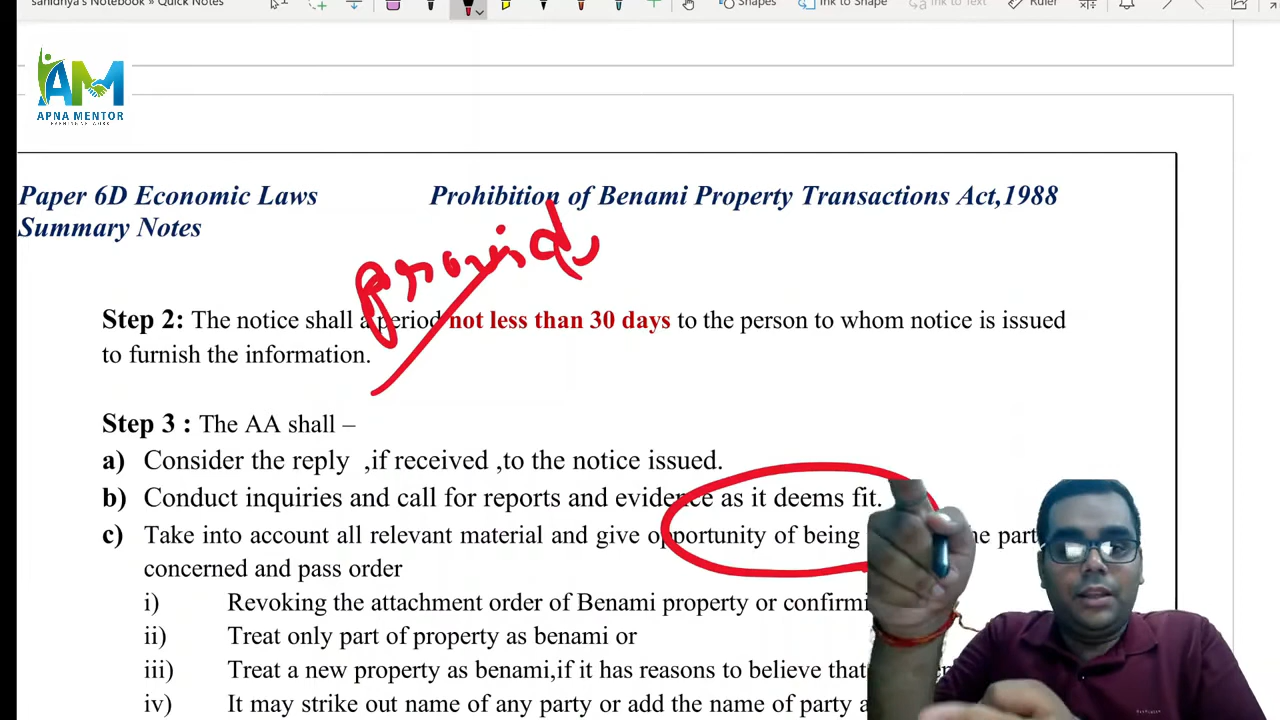 sanidhya's Notebook » Quick Notes
Shapes
Ink to Shape
Ink to Text
Ruler
AM
APNA MENTOR
Paper 6D Economic Laws Prohibition of Benami Property Transactions Act,1988
Summary Notes
provid
Step 2: The notice shall a period not less than 30 days to the person to whom notice is issued
to furnish the information.
Step 3 : The AA shall –
a) Consider the reply ,if received ,to the notice issued.
b) Conduct inquiries and call for reports and evidence as it deems fit.
c) Take into account all relevant material and give opportunity of being
concerned and pass order
i) Revoking the attachment order of Benami property or
ii) Treat only part of property as benami or
iii) Treat a new property as benami,if it has reasons to believe that
iv) It may strike out name of any party or add the name of party